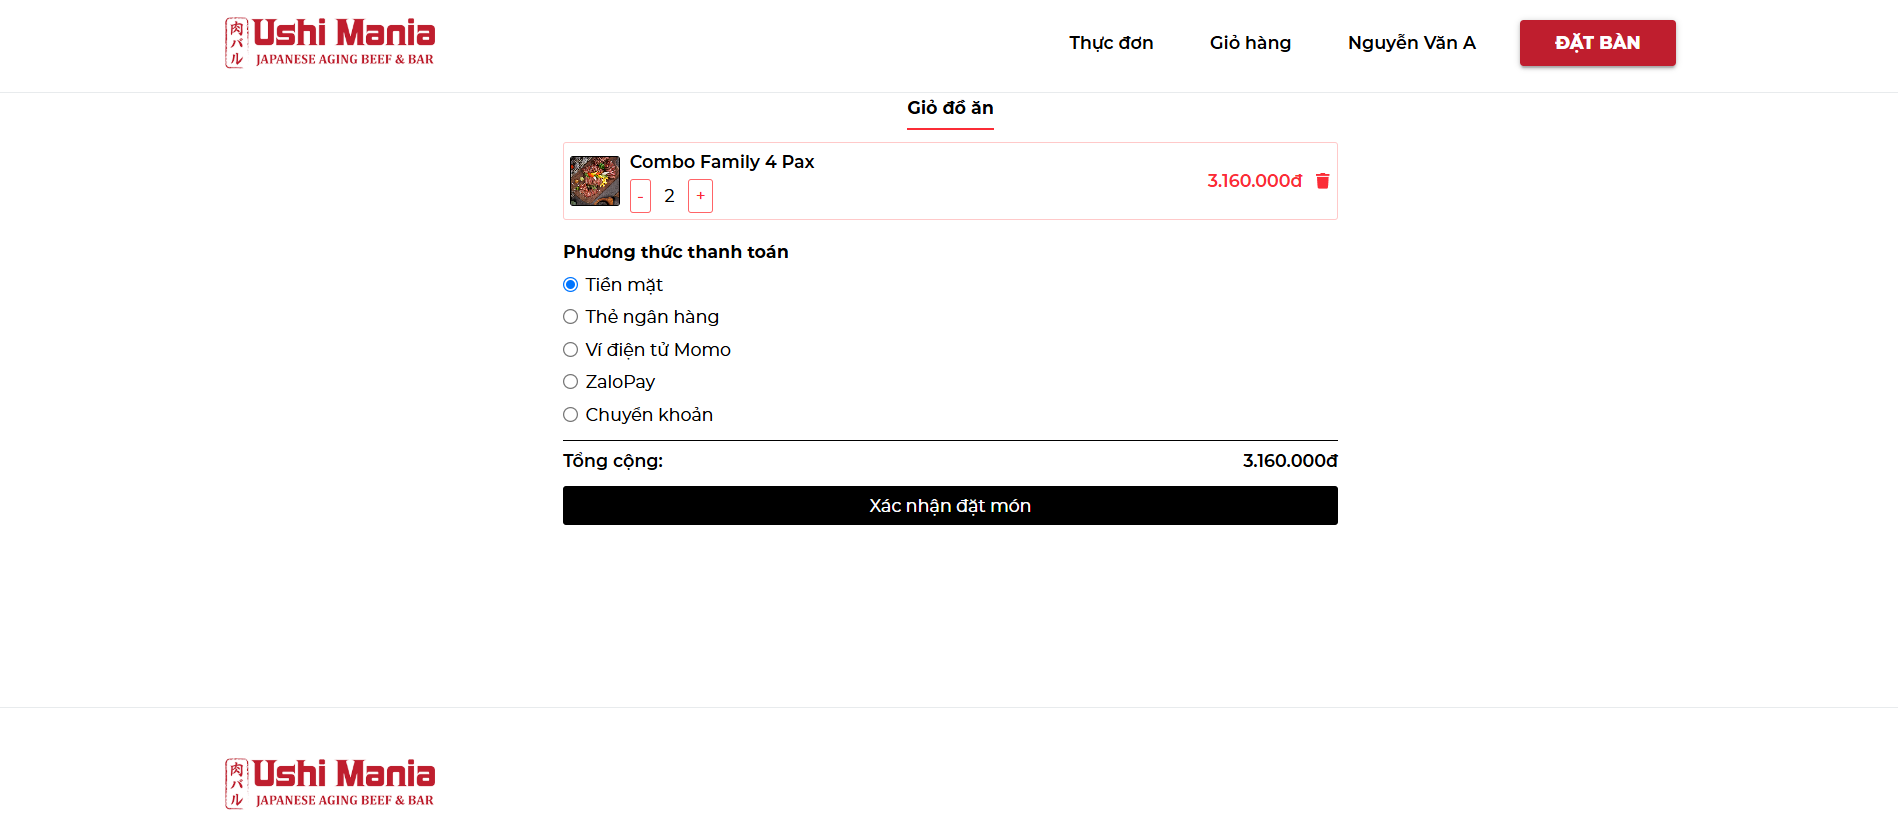 肉バル Ushi Mania
JAPANESE AGING BEEF & BAR
Thực đơn Giỏ hàng Nguyễn Văn A ĐẶT BÀN
Giỏ đồ ăn
Combo Family 4 Pax
- 2 +
3.160.000đ
Phương thức thanh toán
Tiền mặt
Thẻ ngân hàng
Ví điện tử Momo
ZaloPay
Chuyển khoản
Tổng cộng: 3.160.000đ
Xác nhận đặt món
肉バル Ushi Mania
JAPANESE AGING BEEF & BAR